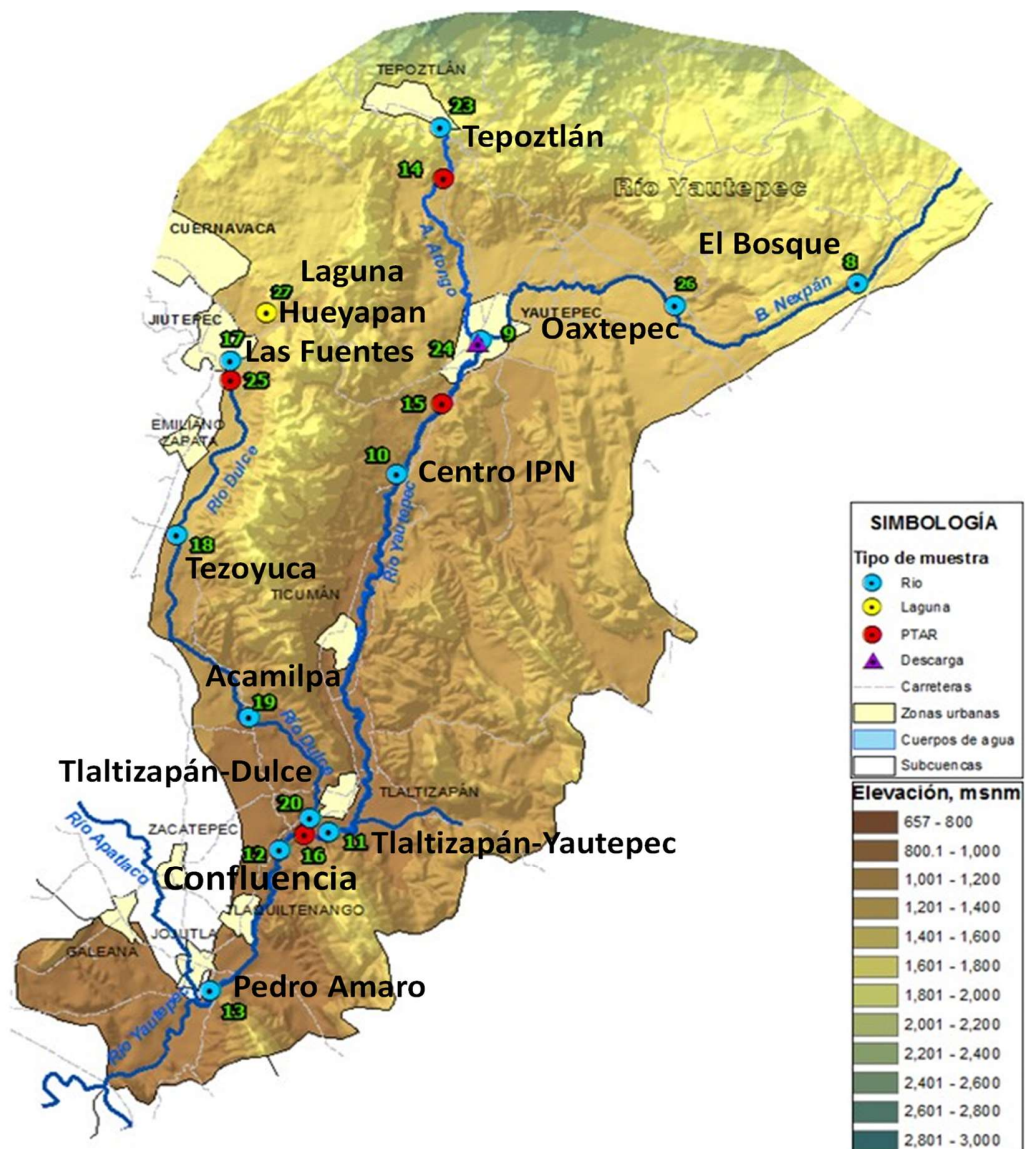 TEPOZTLÁN
23
Tepoztlán
14
Río Yautepec
A. Atongo
CUERNAVACA
El Bosque
8
Laguna
27
Hueyapan
26
B. Nexpán
JIUTEPEC
YAUTEPEC
Oaxtepec
17
Las Fuentes
24
9
25
15
EMILIANO
ZAPATA
Río Dulce
10
Centro IPN
Río Yautepec
18
Tezoyuca
TICUMÁN
Acamilpa
19
Río Dulce
Tlaltizapán-Dulce
TLALTIZAPÁN
20
Río Apatlaco
ZACATEPEC
12
16
11
Tlaltizapán-Yautepec
Confluencia
TLAQUILTENANGO
JOJUTLA
GALEANA
Pedro Amaro
13
Río Yautepec
SIMBOLOGÍA
Tipo de muestra
Rio
Laguna
PTAR
Descarga
Carreteras
Zonas urbanas
Cuerpos de agua
Subcuencas
Elevación, msnm
657 - 800
800.1 - 1,000
1,001 - 1,200
1,201 - 1,400
1,401 - 1,600
1,601 - 1,800
1,801 - 2,000
2,001 - 2,200
2,201 - 2,400
2,401 - 2,600
2,601 - 2,800
2,801 - 3,000